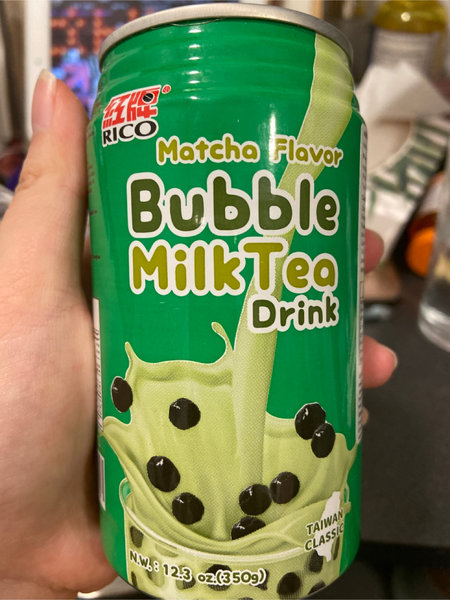 紅牌®
RICO
Matcha Flavor
Bubble
Milk Tea
Drink
TAIWAN
CLASSIC
N.W. : 12.3 oz.(350g)